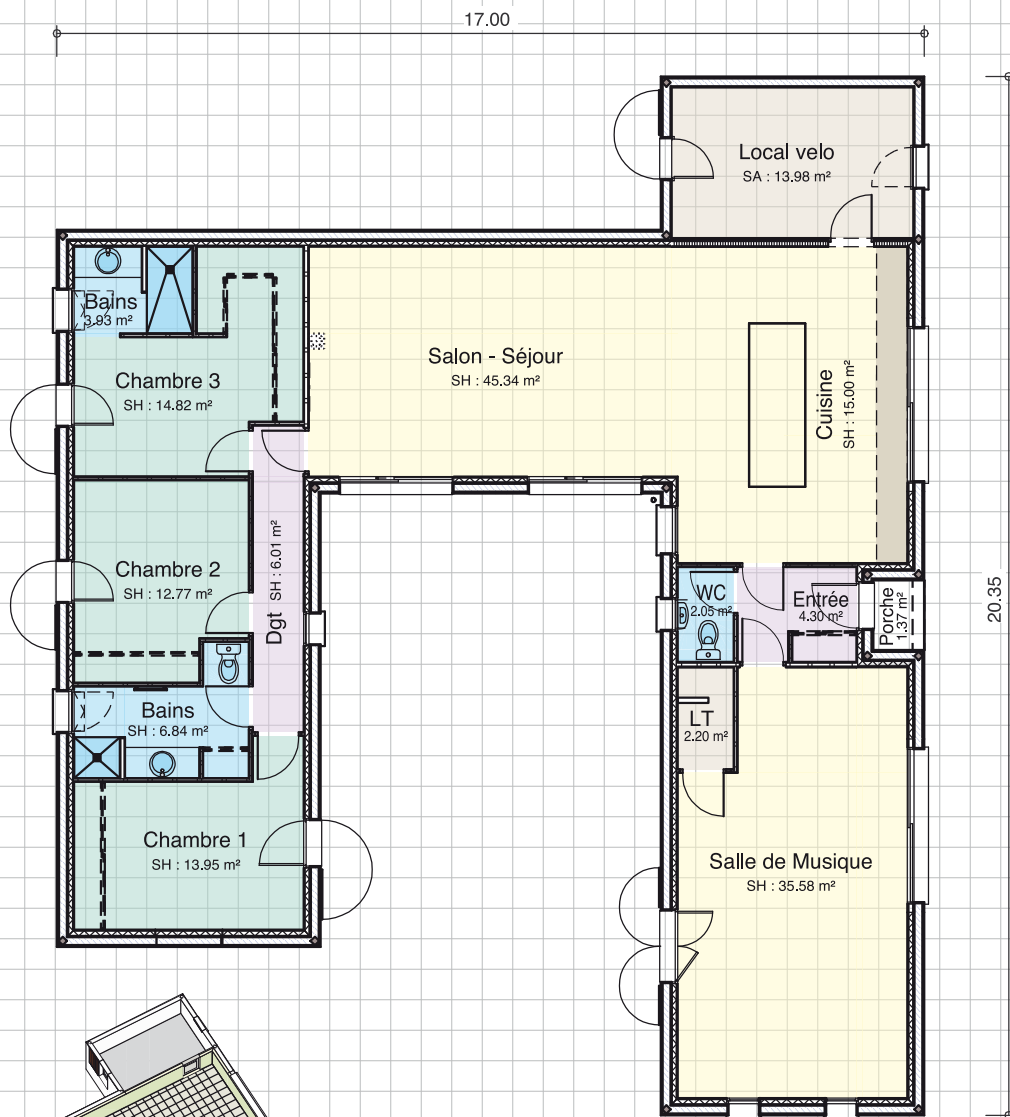 17.00
Local velo
SA : 13.98 m²
Bains
3.93 m²
Salon - Séjour
SH : 45.34 m²
Chambre 3
SH : 14.82 m²
Cuisine
SH : 15.00 m²
Chambre 2
SH : 12.77 m²
Dgt
SH : 6.01 m²
WC
2.05 m²
Entrée
4.30 m²
Porche
1.37 m²
20.35
Bains
SH : 6.84 m²
LT
2.20 m²
Chambre 1
SH : 13.95 m²
Salle de Musique
SH : 35.58 m²